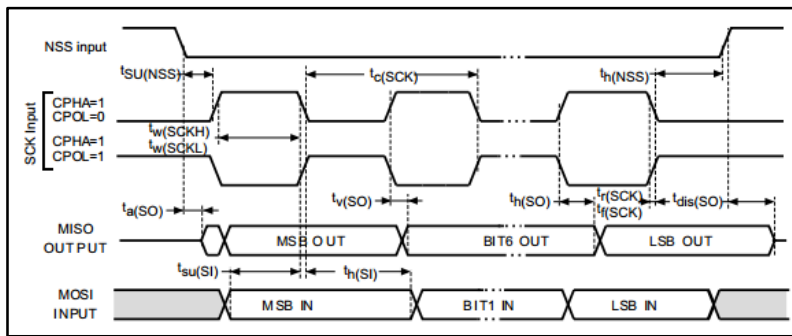 NSS input
tSU(NSS)
tc(SCK)
th(NSS)
SCK Input
CPHA=1
CPOL=0
tw(SCKH)
CPHA=1
tw(SCKL)
CPOL=1
ta(SO)
tv(SO)
th(SO)
tr(SCK)
tf(SCK)
tdis(SO)
MISO
OUTPUT
MSB OUT
BIT6 OUT
LSB OUT
tsu(SI)
th(SI)
MOSI
INPUT
MSB IN
BIT1 IN
LSB IN